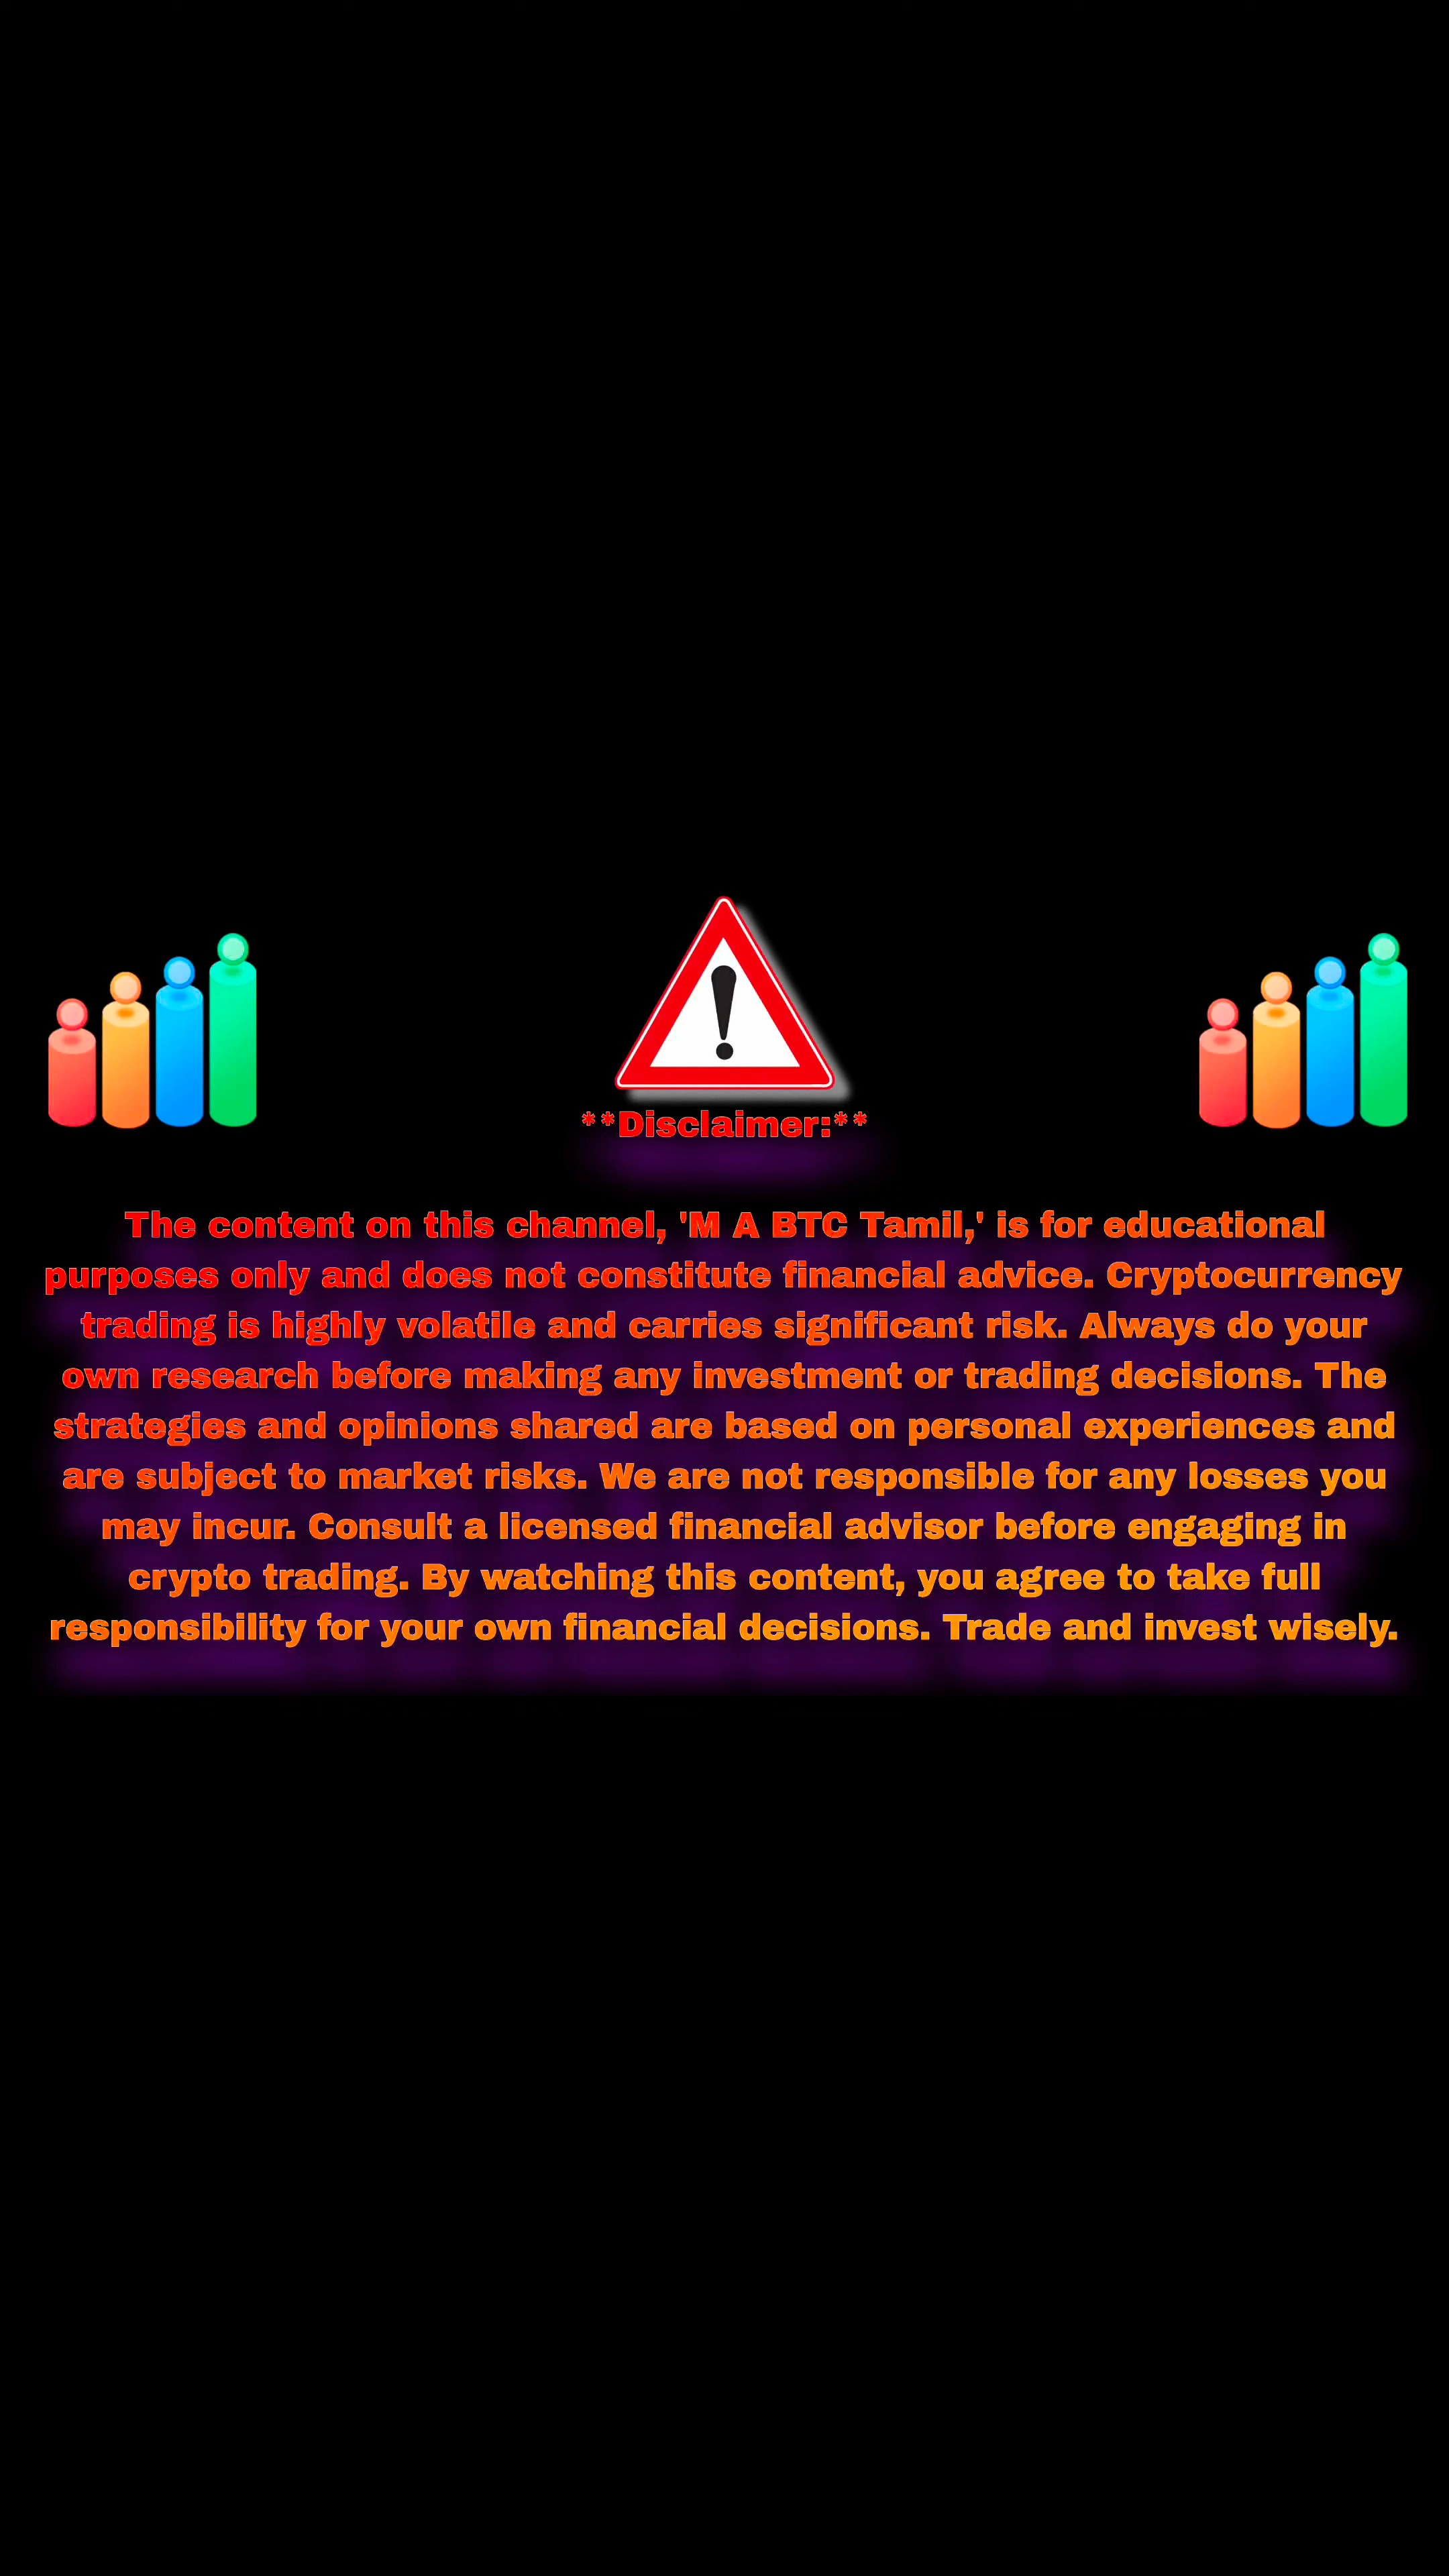 **Disclaimer:**
The content on this channel, 'M A BTC Tamil,' is for educational
purposes only and does not constitute financial advice. Cryptocurrency
trading is highly volatile and carries significant risk. Always do your
own research before making any investment or trading decisions. The
strategies and opinions shared are based on personal experiences and
are subject to market risks. We are not responsible for any losses you
may incur. Consult a licensed financial advisor before engaging in
crypto trading. By watching this content, you agree to take full
responsibility for your own financial decisions. Trade and invest wisely.